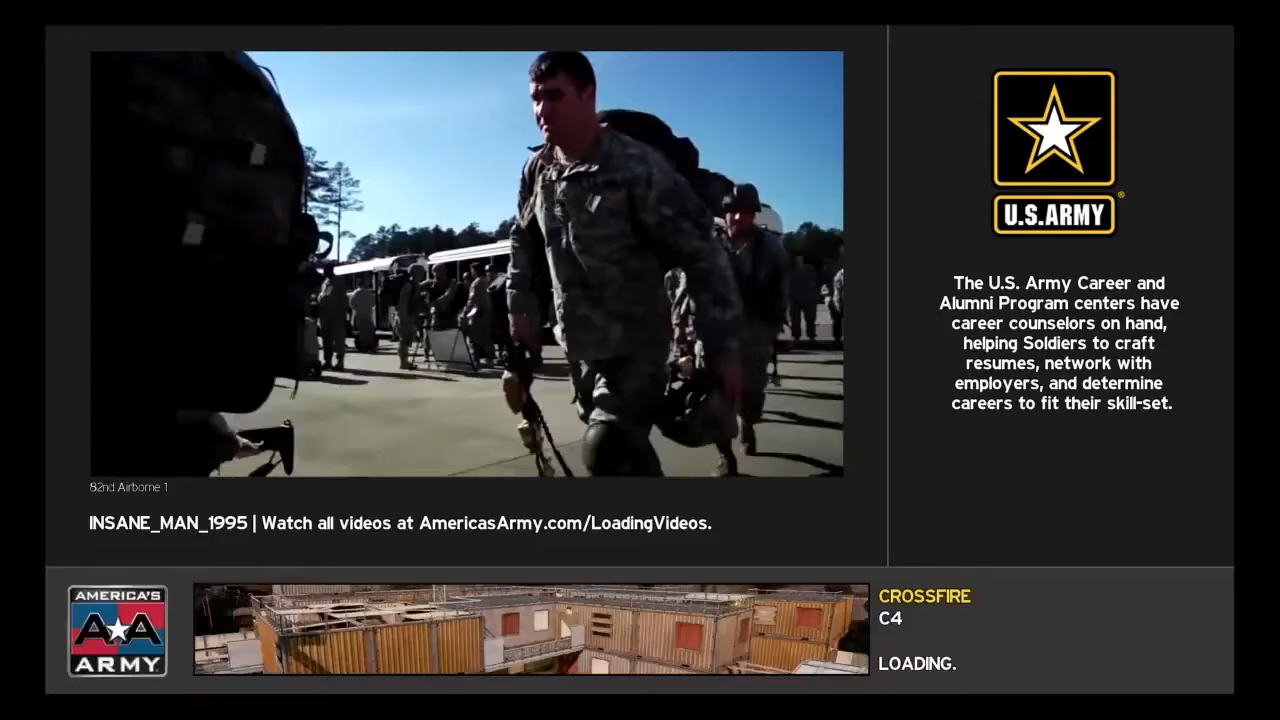 U.S.ARMY
The U.S. Army Career and
Alumni Program centers have
career counselors on hand,
helping Soldiers to craft
resumes, network with
employers, and determine
careers to fit their skill-set.
82nd Airborne 1
INSANE_MAN_1995 | Watch all videos at AmericasArmy.com/LoadingVideos.
AMERICA'S
AA
ARMY
CROSSFIRE
C4
LOADING.